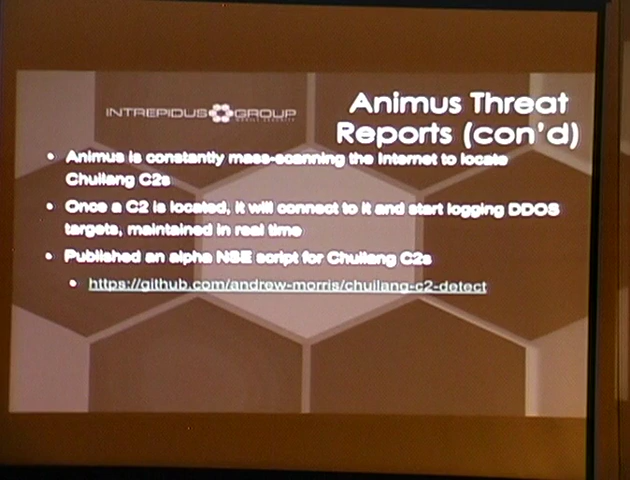 INTREPIDUS GROUP
Animus Threat
Reports (con'd)
• Animus is constantly mass-scanning the Internet to locate
Chuiliang C2s
• Once a C2 is located, it will connect to it and start logging DDOS
targets, maintained in real time
• Published an alpha NSE script for Chuiliang C2s
• https://github.com/andrew-morris/chuilang-c2-detect